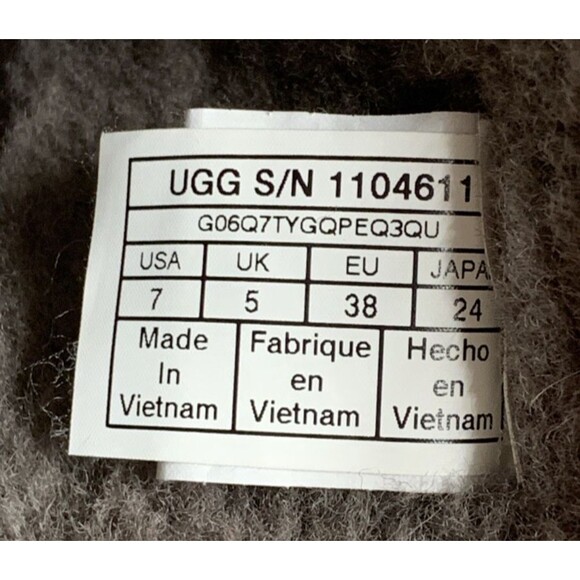 UGG S/N 1104611
G06Q7TYGQPEQ3QU
USA UK EU JAPA
7 5 38 24
Made Fabrique Hecho
In en en
Vietnam Vietnam Vietnam